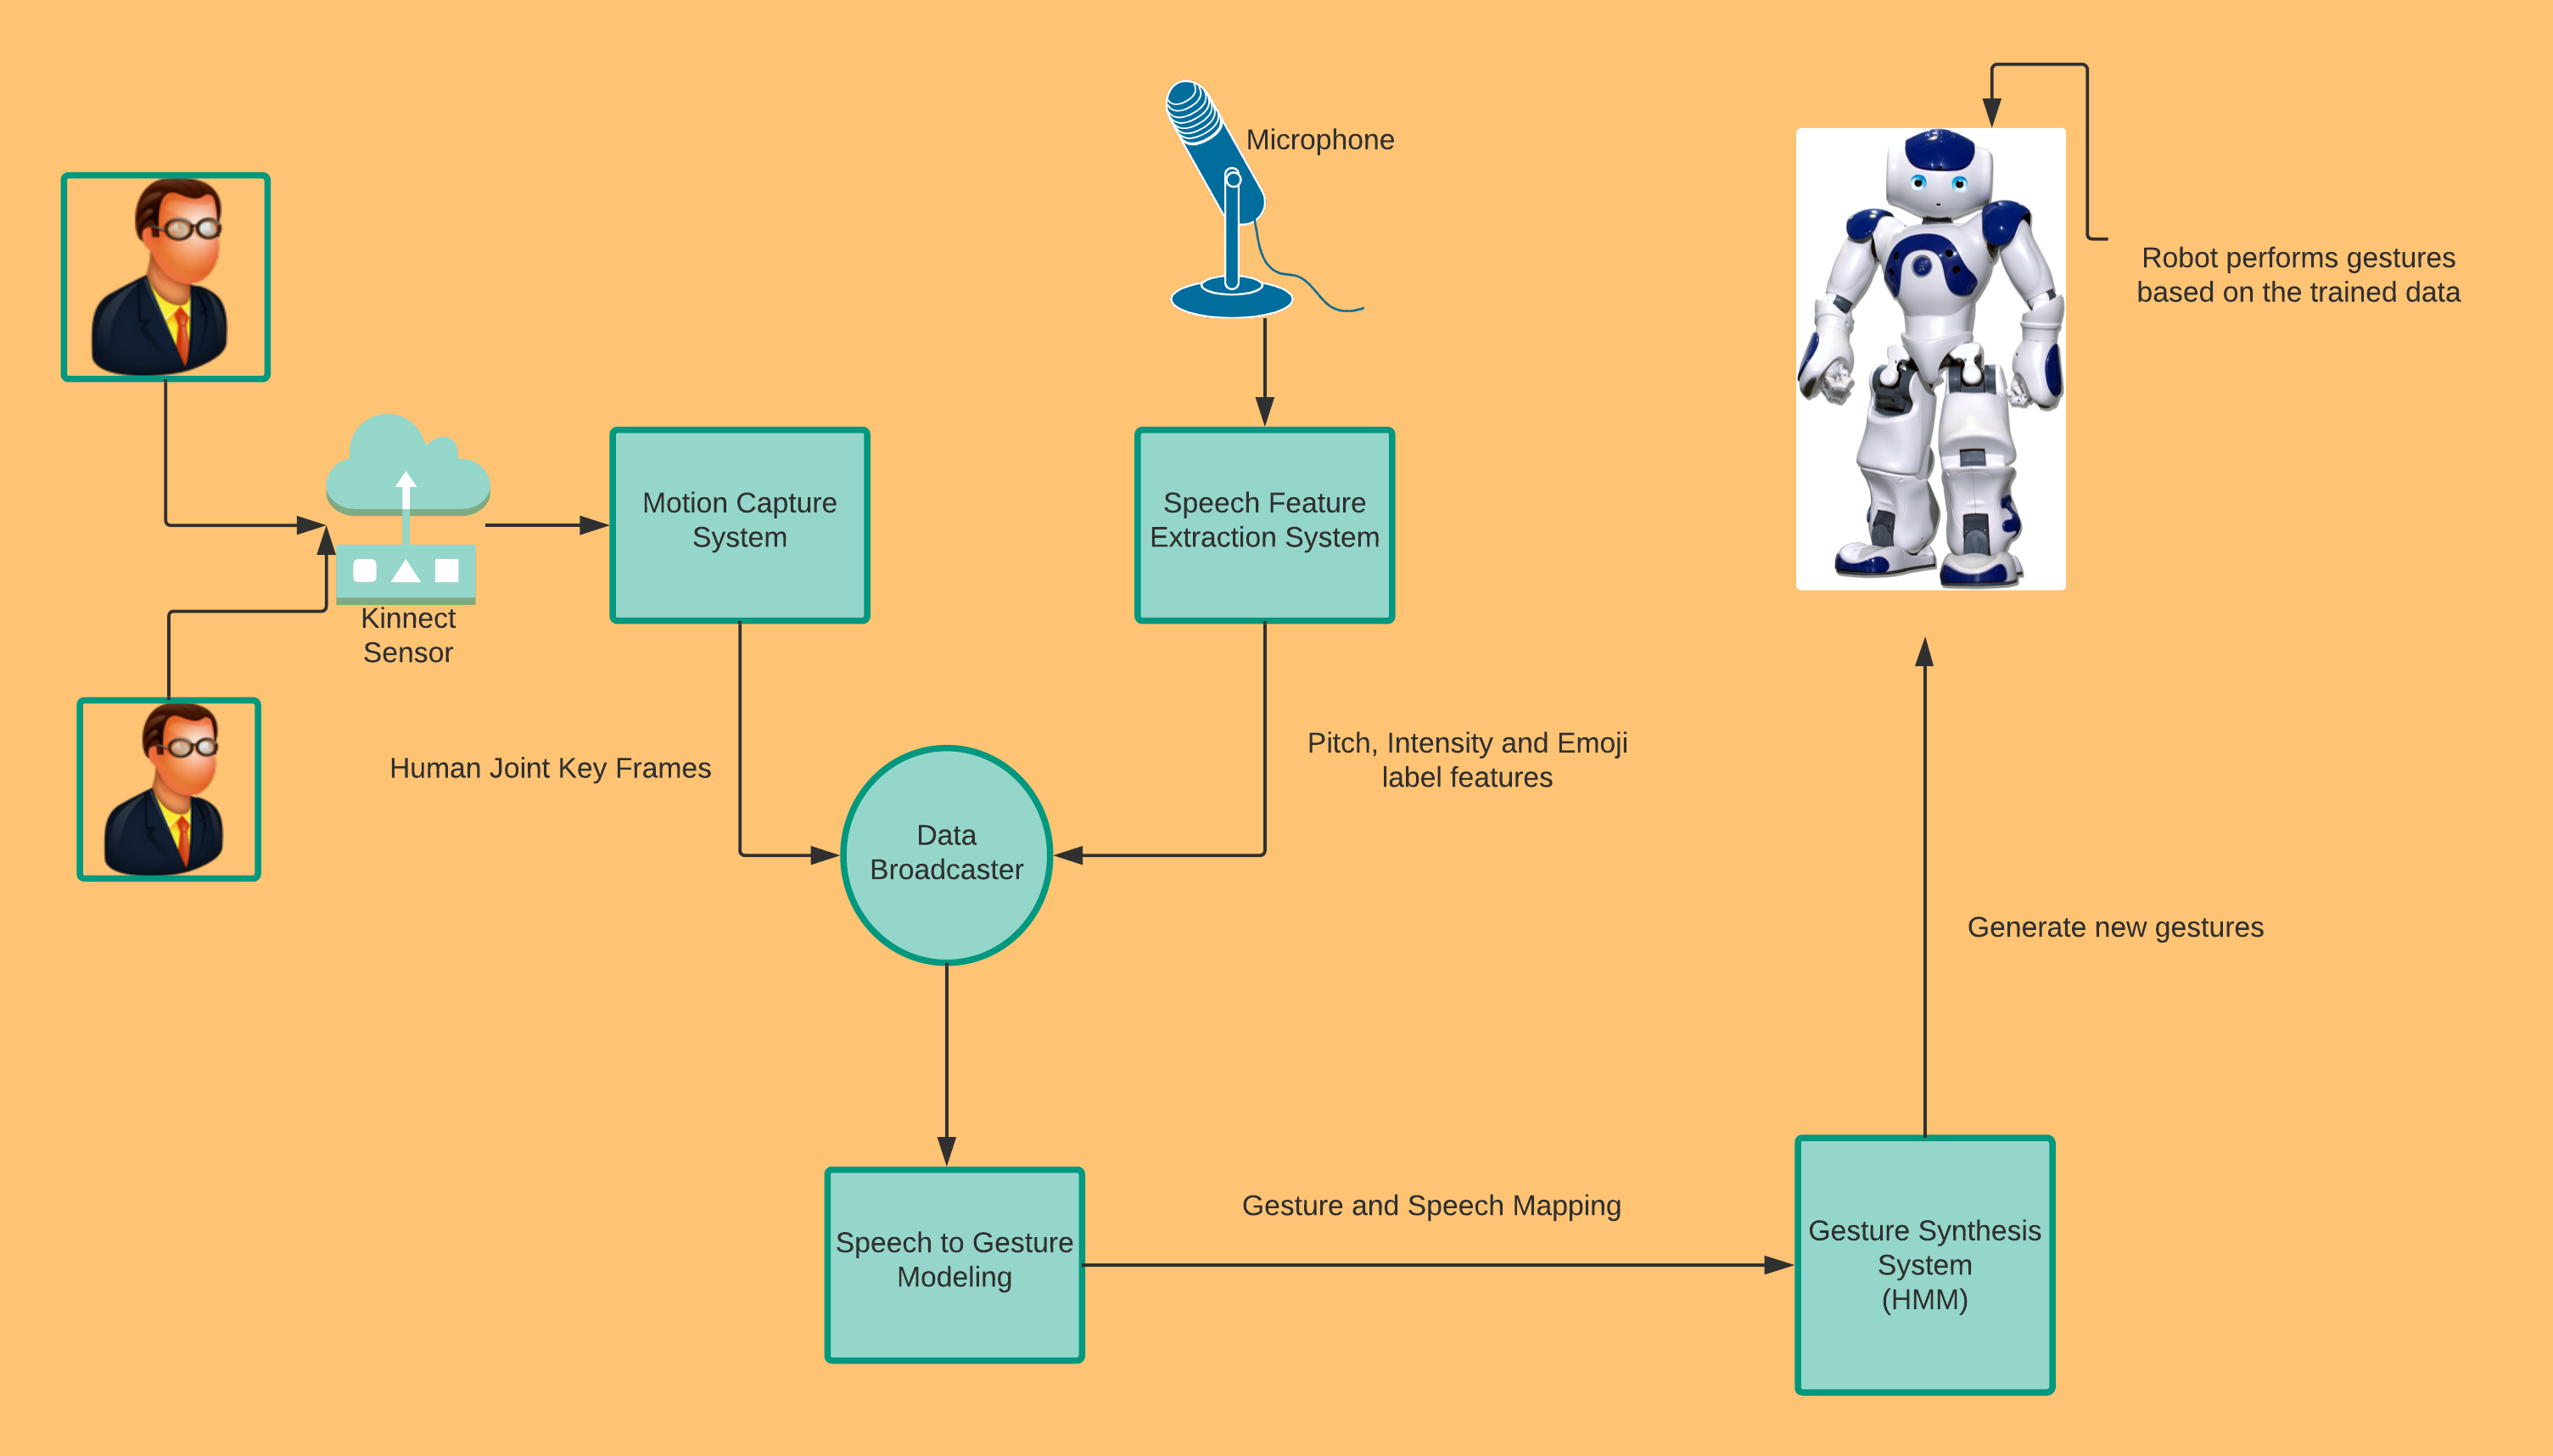 Microphone
Robot performs gestures
based on the trained data
Motion Capture
System
Speech Feature
Extraction System
Kinnect
Sensor
Human Joint Key Frames
Pitch, Intensity and Emoji
label features
Data
Broadcaster
Generate new gestures
Gesture and Speech Mapping
Speech to Gesture
Modeling
Gesture Synthesis
System
(HMM)